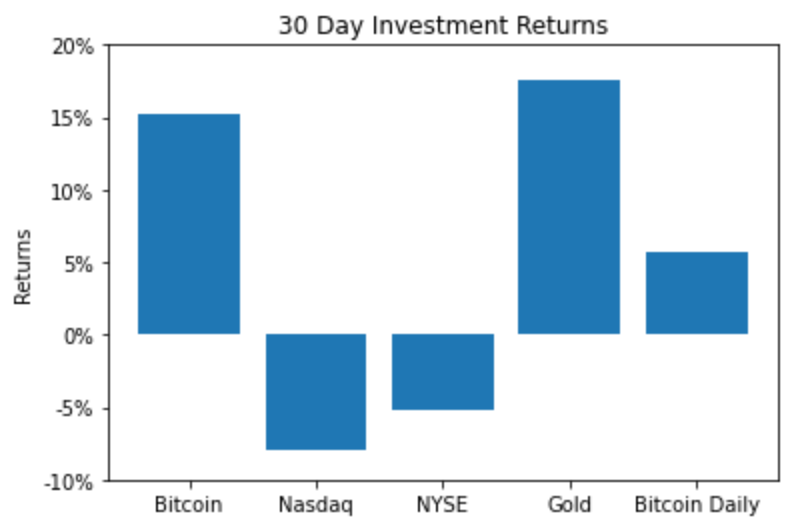 30 Day Investment Returns
20%
15%
10%
5%
0%
-5%
-10%
Returns
Bitcoin Nasdaq NYSE Gold Bitcoin Daily